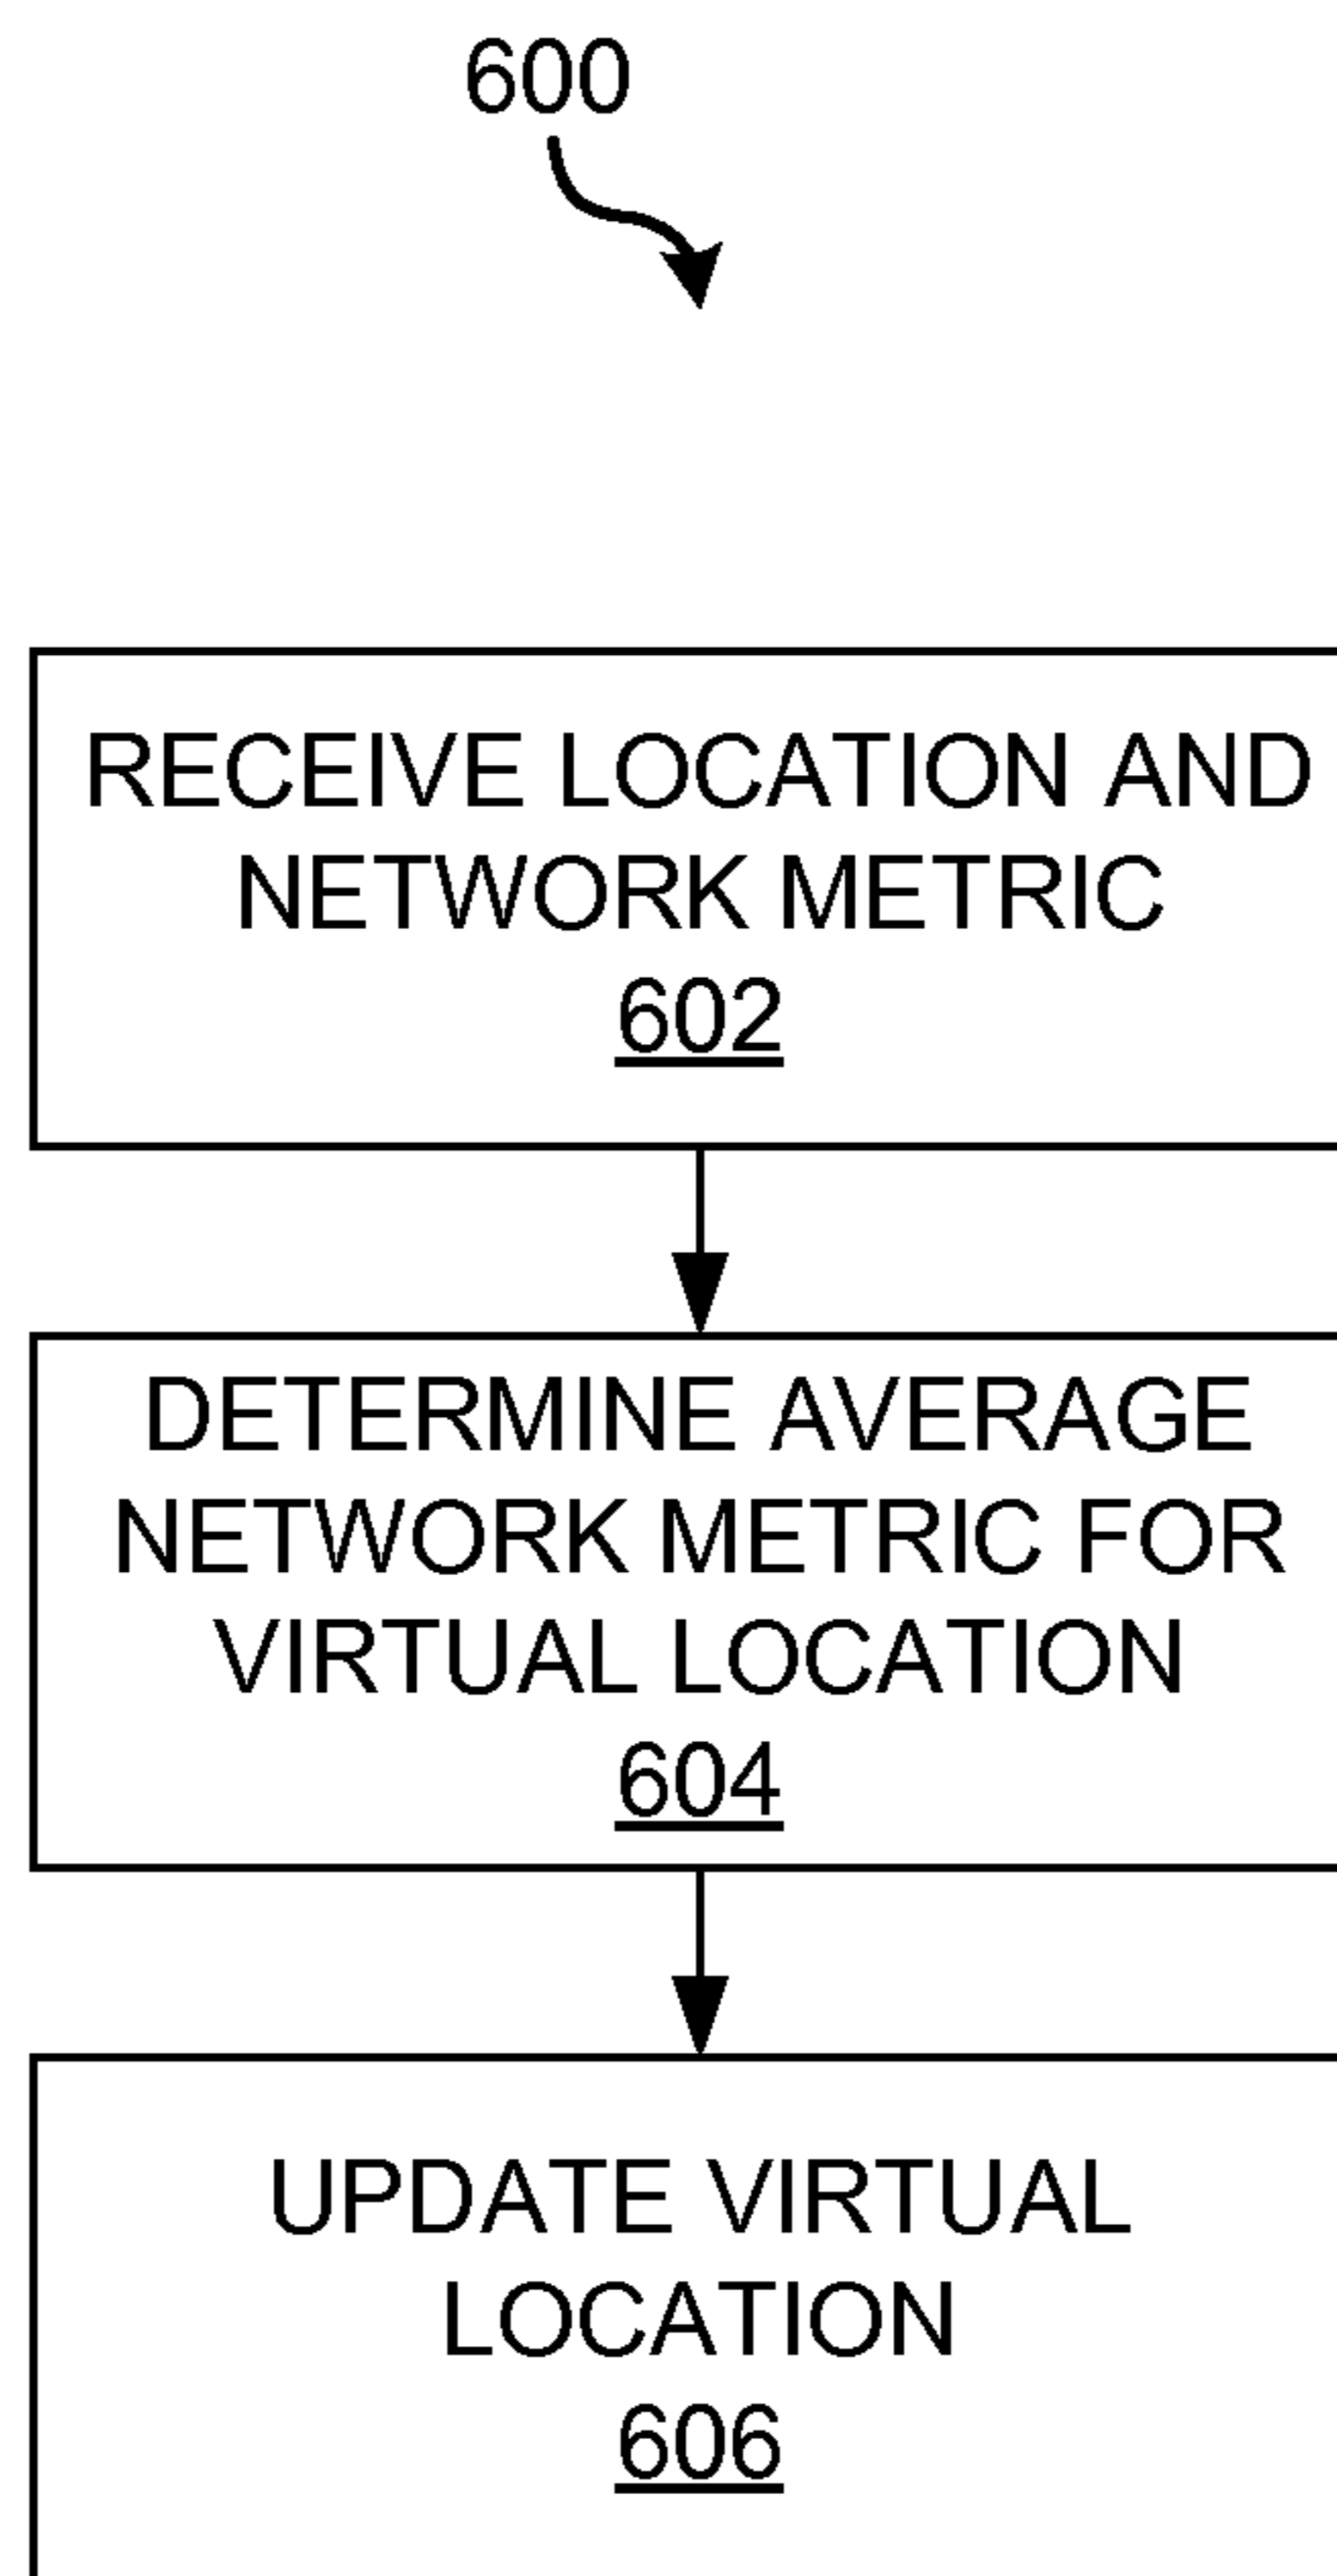 600
RECEIVE LOCATION AND
NETWORK METRIC
602
DETERMINE AVERAGE
NETWORK METRIC FOR
VIRTUAL LOCATION
604
UPDATE VIRTUAL
LOCATION
606